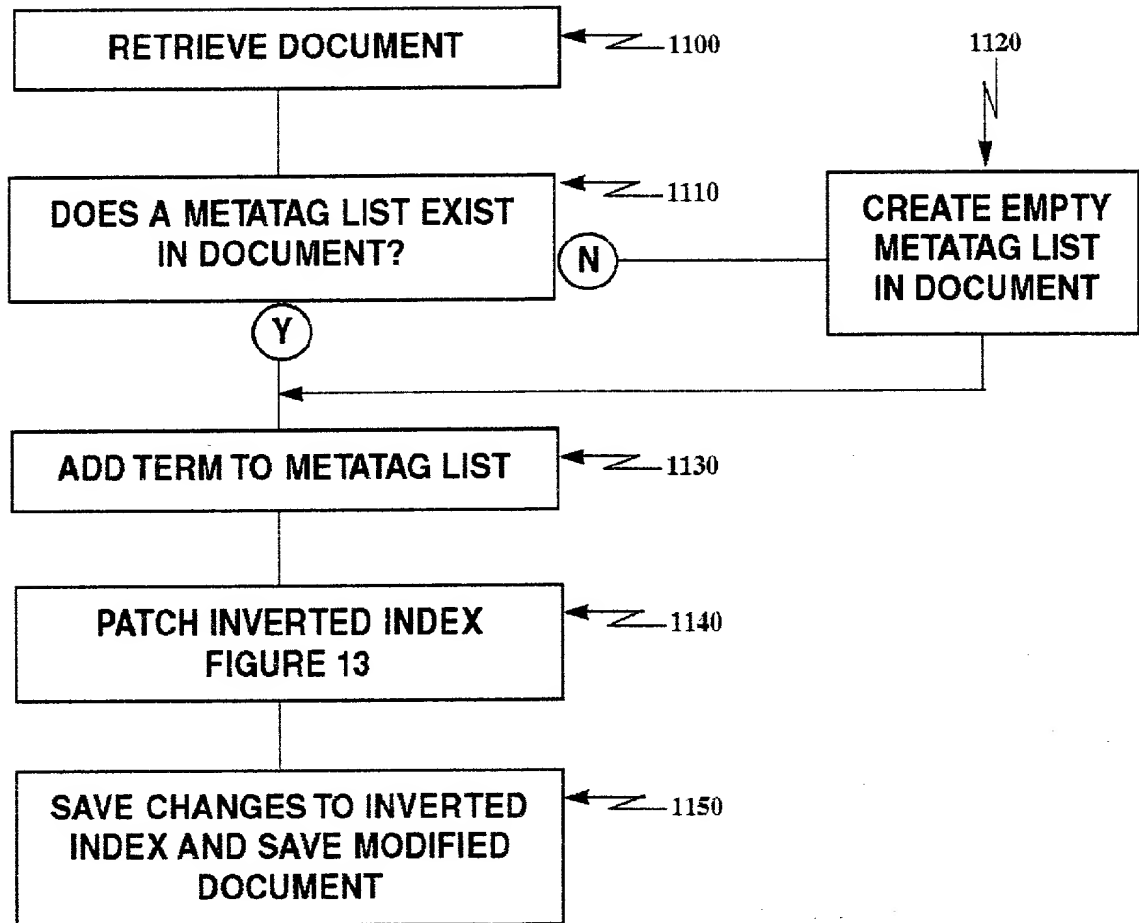 RETRIEVE DOCUMENT
1100
1120
DOES A METATAG LIST EXIST
IN DOCUMENT?
1110
N
Y
CREATE EMPTY
METATAG LIST
IN DOCUMENT
ADD TERM TO METATAG LIST
1130
PATCH INVERTED INDEX
FIGURE 13
1140
SAVE CHANGES TO INVERTED
INDEX AND SAVE MODIFIED
DOCUMENT
1150